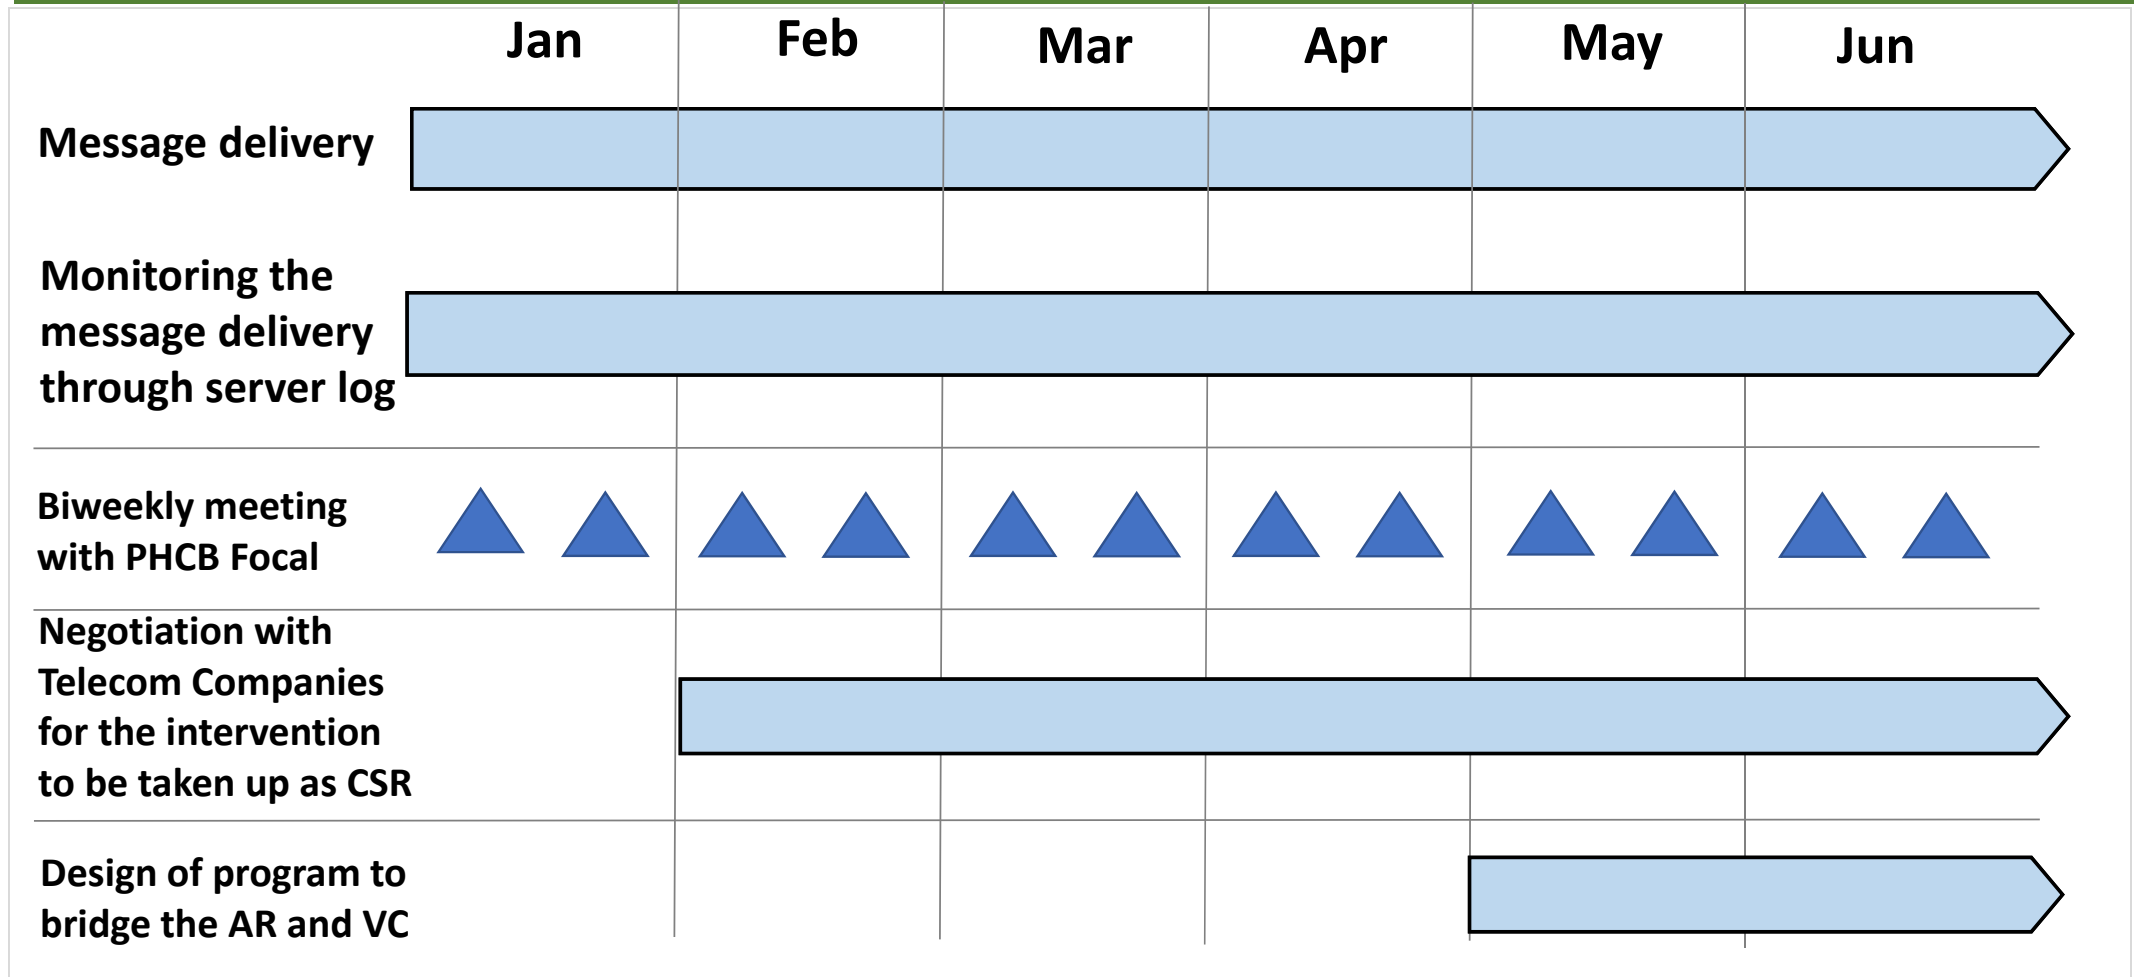 Jan Feb Mar Apr May Jun
Message delivery
Monitoring the
message delivery
through server log
Biweekly meeting
with PHCB Focal
Negotiation with
Telecom Companies
for the intervention
to be taken up as CSR
Design of program to
bridge the AR and VC